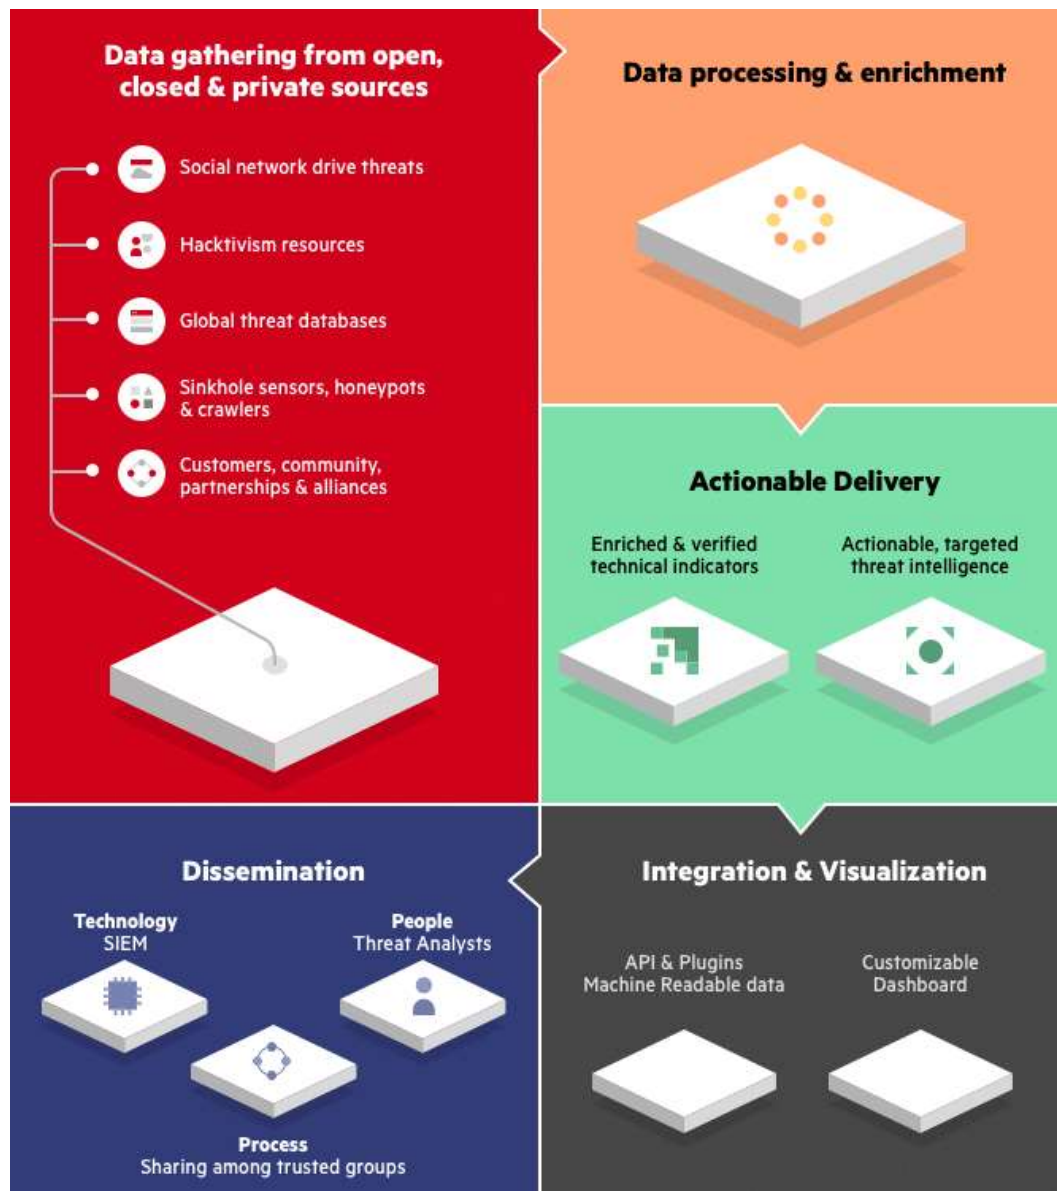 Data gathering from open,
closed & private sources
Social network drive threats
Hacktivism resources
Global threat databases
Sinkhole sensors, honeypots
& crawlers
Customers, community,
partnerships & alliances
Data processing & enrichment
Actionable Delivery
Enriched & verified
technical indicators
Actionable, targeted
threat intelligence
Integration & Visualization
API & Plugins
Machine Readable data
Customizable
Dashboard
Dissemination
Technology
SIEM
People
Threat Analysts
Process
Sharing among trusted groups